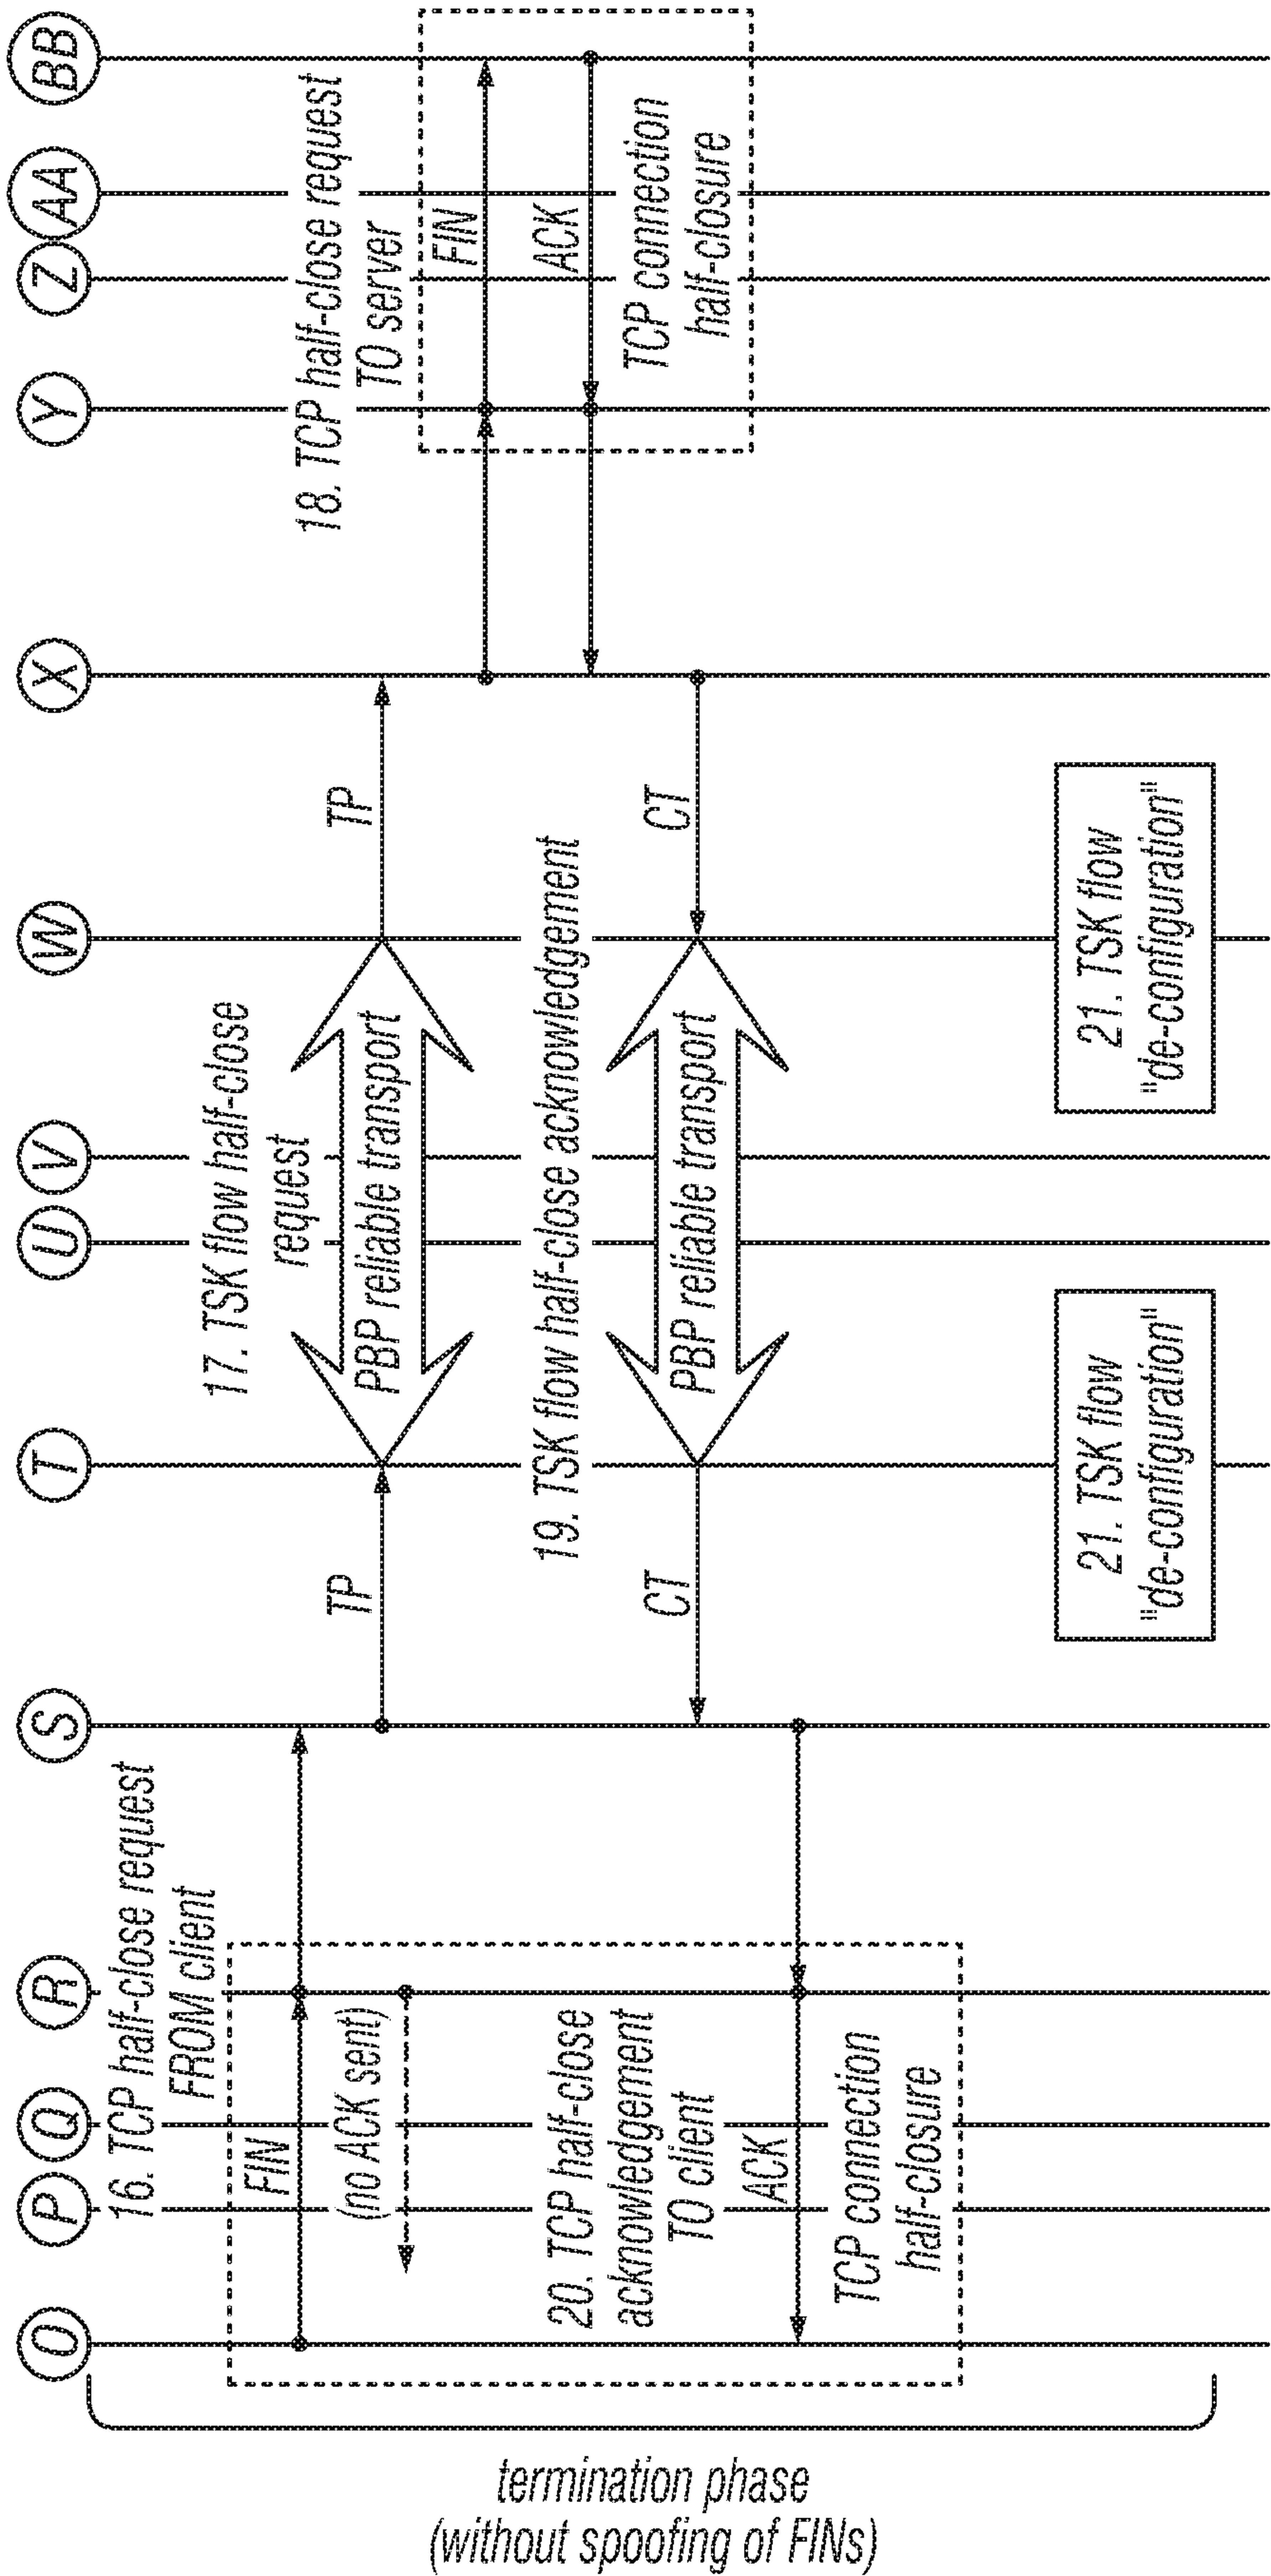 O
P
Q
R
S
T
U
V
W
X
Y
Z
AA
BB
16. TCP half-close request
FROM client
FIN
(no ACK sent)
17. TSK flow half-close
request
TP
PBP reliable transport
TP
18. TCP half-close request
TO server
FIN
ACK
TCP connection
half-closure
19. TSK flow half-close acknowledgement
CT
PBP reliable transport
CT
20. TCP half-close
acknowledgement
TO client
ACK
TCP connection
half-closure
21. TSK flow
"de-configuration"
21. TSK flow
"de-configuration"
termination phase
(without spoofing of FINs)